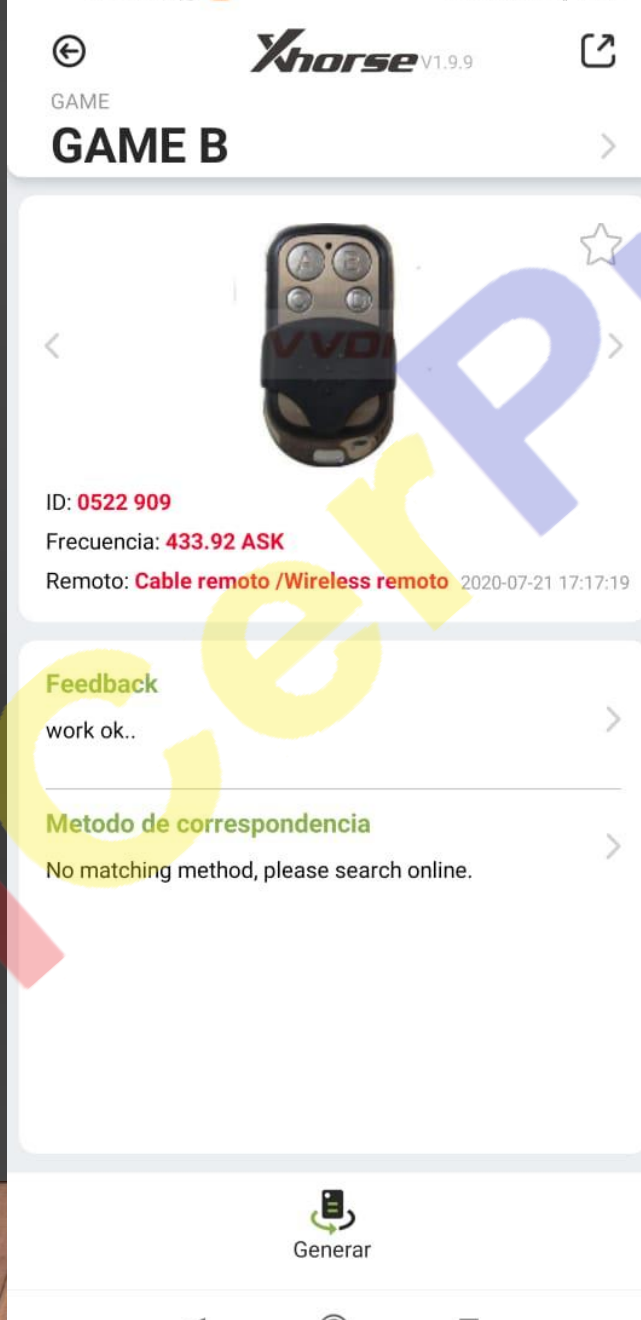 Xhorse V1.9.9
GAME
GAME B
A B
C D
VVDI
ID: 0522 909
Frecuencia: 433.92 ASK
Remoto: Cable remoto /Wireless remoto 2020-07-21 17:17:19
Feedback
work ok..
Metodo de correspondencia
No matching method, please search online.
Generar